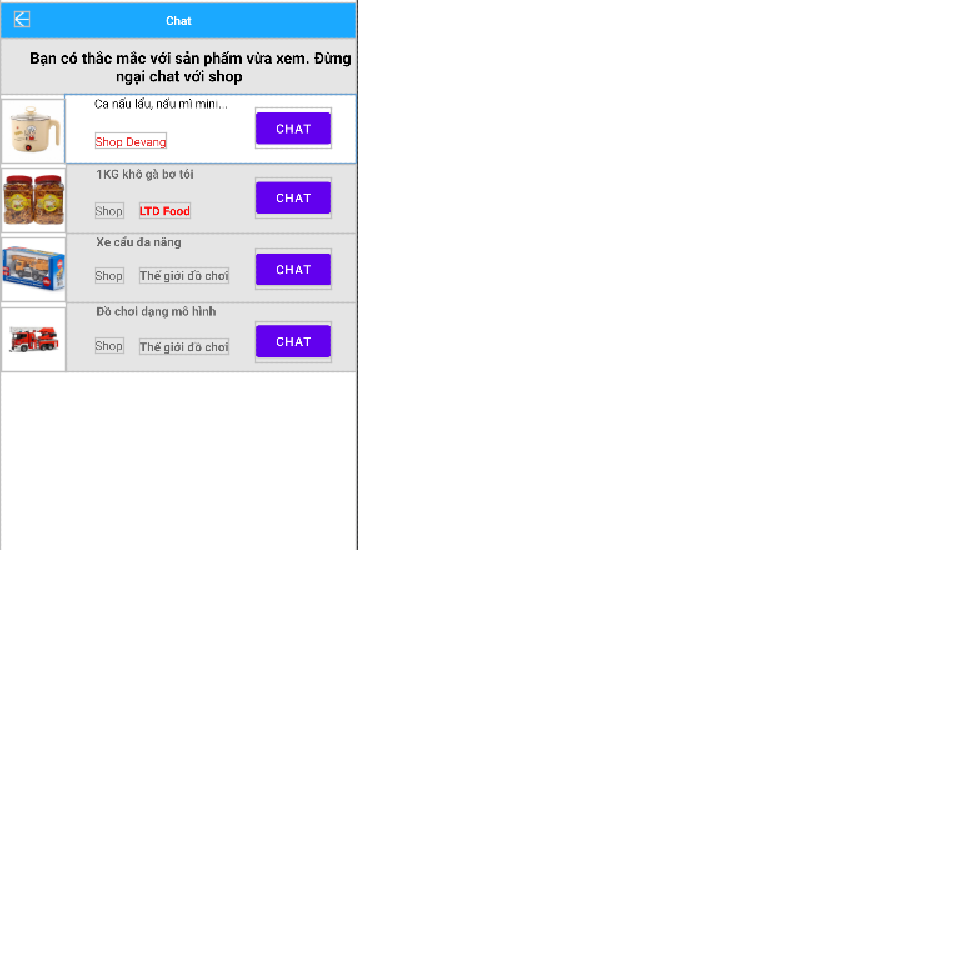 Chat
Bạn có thắc mắc với sản phẩm vừa xem. Đừng
ngại chat với shop
Ca nấu lẩu, nấu mì mini...
CHAT
Shop Devang
1KG khô gà bơ tỏi
CHAT
Shop LTD Food
Xe cẩu đa năng
CHAT
Shop Thế giới đồ chơi
Đồ chơi dạng mô hình
CHAT
Shop Thế giới đồ chơi